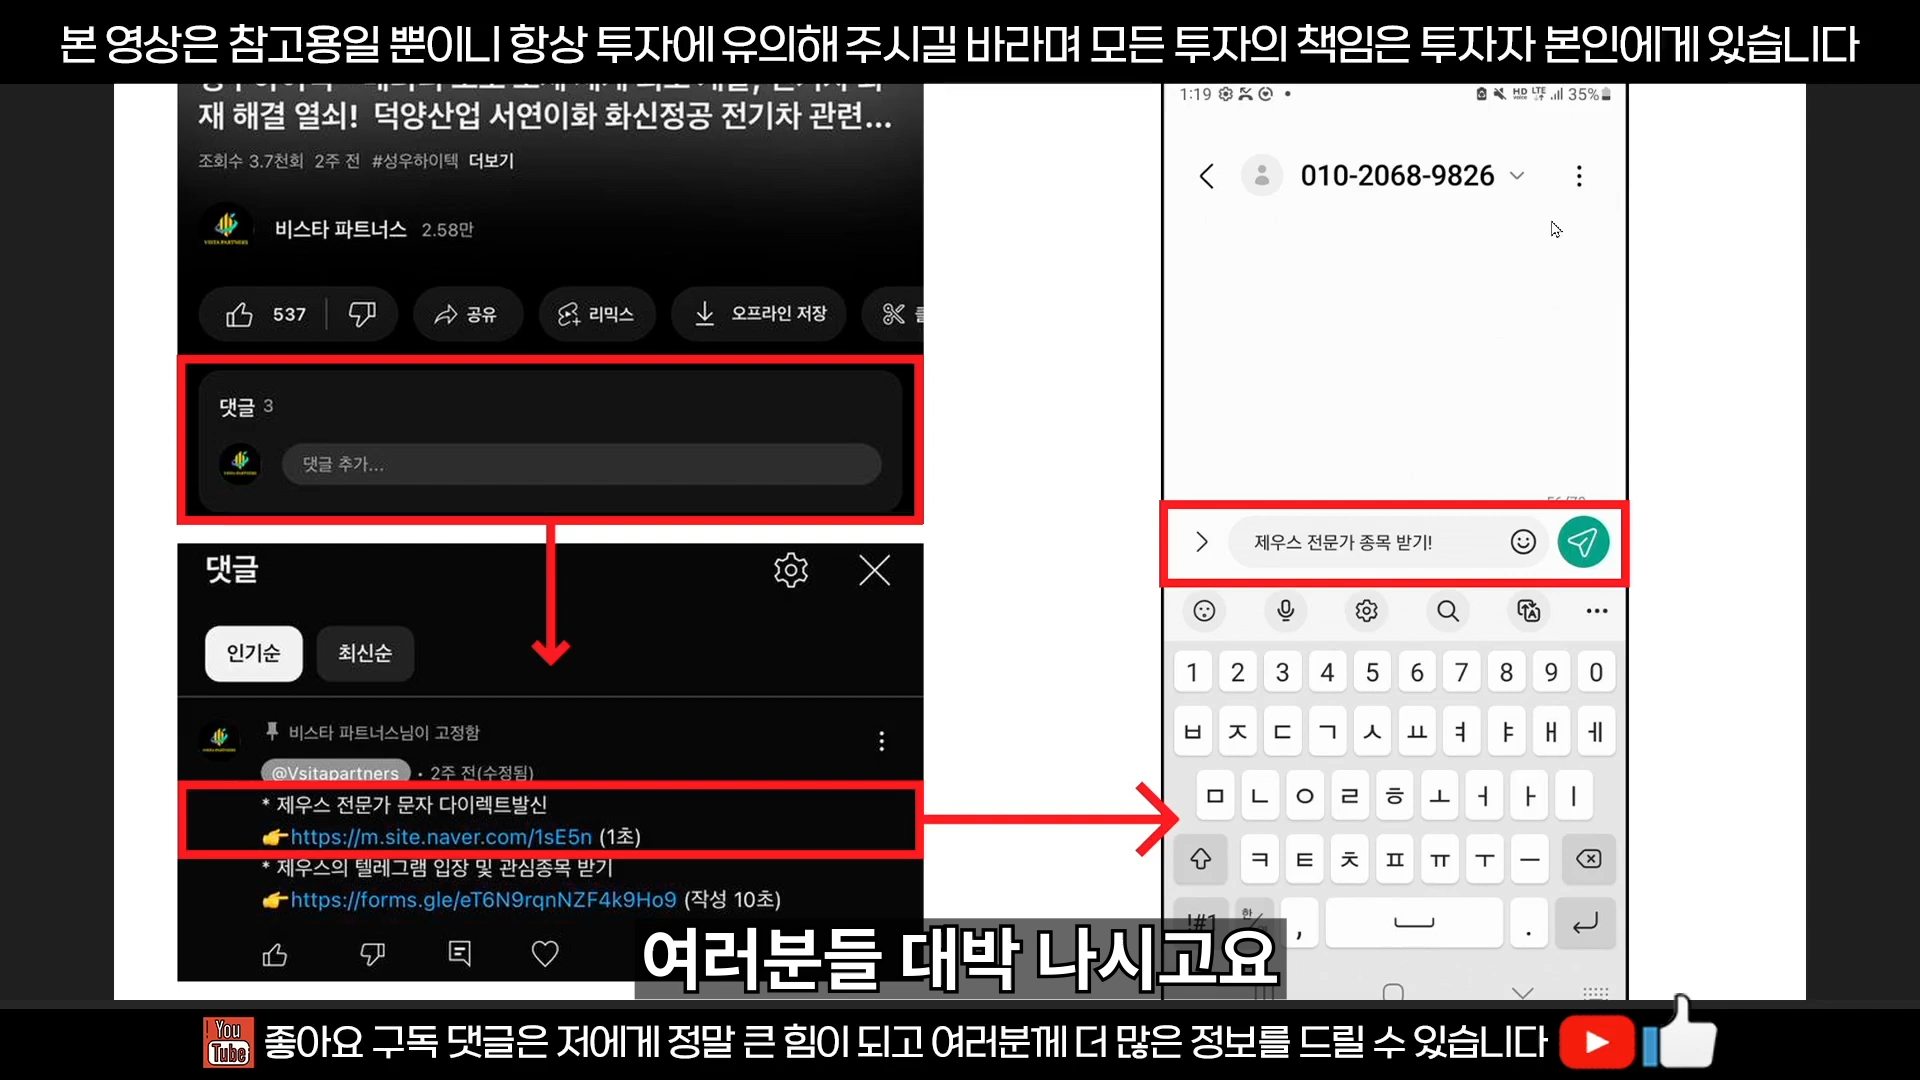 본 영상은 참고용일 뿐이니 항상 투자에 유의해 주시길 바라며 모든 투자의 책임은 투자자 본인에게 있습니다
재 해결 열쇠! 덕양산업 서연이화 화신정공 전기차 관련...
조회수 3.7천회 2주 전 #성우하이텍 더보기
비스타 파트너스 2.58만
537 공유 리믹스 오프라인 저장
댓글 3
댓글 추가...
댓글
인기순 최신순
비스타 파트너스님이 고정함
@Vsitapartners • 2주 전(수정됨)
* 제우스 전문가 문자 다이렉트발신
👉https://m.site.naver.com/1sE5n (1초)
* 제우스의 텔레그램 입장 및 관심종목 받기
👉https://forms.gle/eT6N9rqnNZF4k9Ho9 (작성 10초)
1:19 HD LTE 35%
010-2068-9826
제우스 전문가 종목 받기!
1 2 3 4 5 6 7 8 9 0
ㅂ ㅈ ㄷ ㄱ ㅅ ㅛ ㅕ ㅑ ㅐ ㅔ
ㅁ ㄴ ㅇ ㄹ ㅎ ㅗ ㅓ ㅏ ㅣ
ㅋ ㅌ ㅊ ㅍ ㅠ ㅜ ㅡ
!#1 한/ , .
여러분들 대박 나시고요
You Tube 좋아요 구독 댓글은 저에게 정말 큰 힘이 되고 여러분께 더 많은 정보를 드릴 수 있습니다